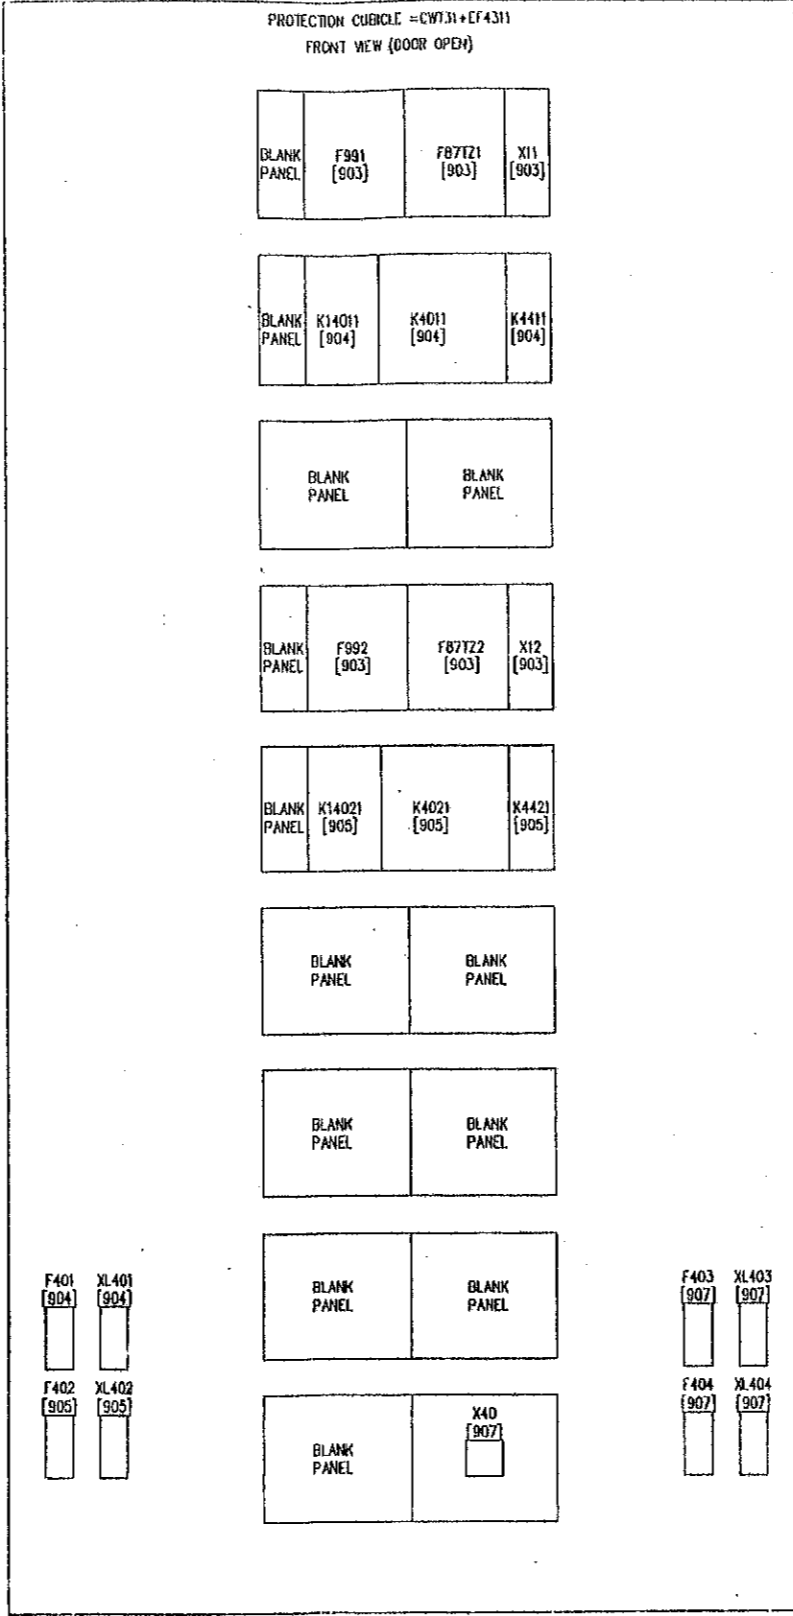 PROTECTION CUBICLE =CWT31+EF4311
FRONT VIEW (DOOR OPEN)
BLANK PANEL
F991
[903]
F87TZ1
[903]
X11
[903]
BLANK PANEL
K14011
[904]
K4011
[904]
K4411
[904]
BLANK
PANEL
BLANK
PANEL
BLANK
PANEL
F992
[903]
F87TZ2
[903]
X12
[903]
BLANK
PANEL
K14021
[905]
K4021
[905]
K4421
[905]
BLANK
PANEL
BLANK
PANEL
BLANK
PANEL
BLANK
PANEL
F401
[904]
XL401
[904]
BLANK
PANEL
BLANK
PANEL
F403
[907]
XL403
[907]
F402
[905]
XL402
[905]
BLANK
PANEL
X40
[907]
F404
[907]
XL404
[907]